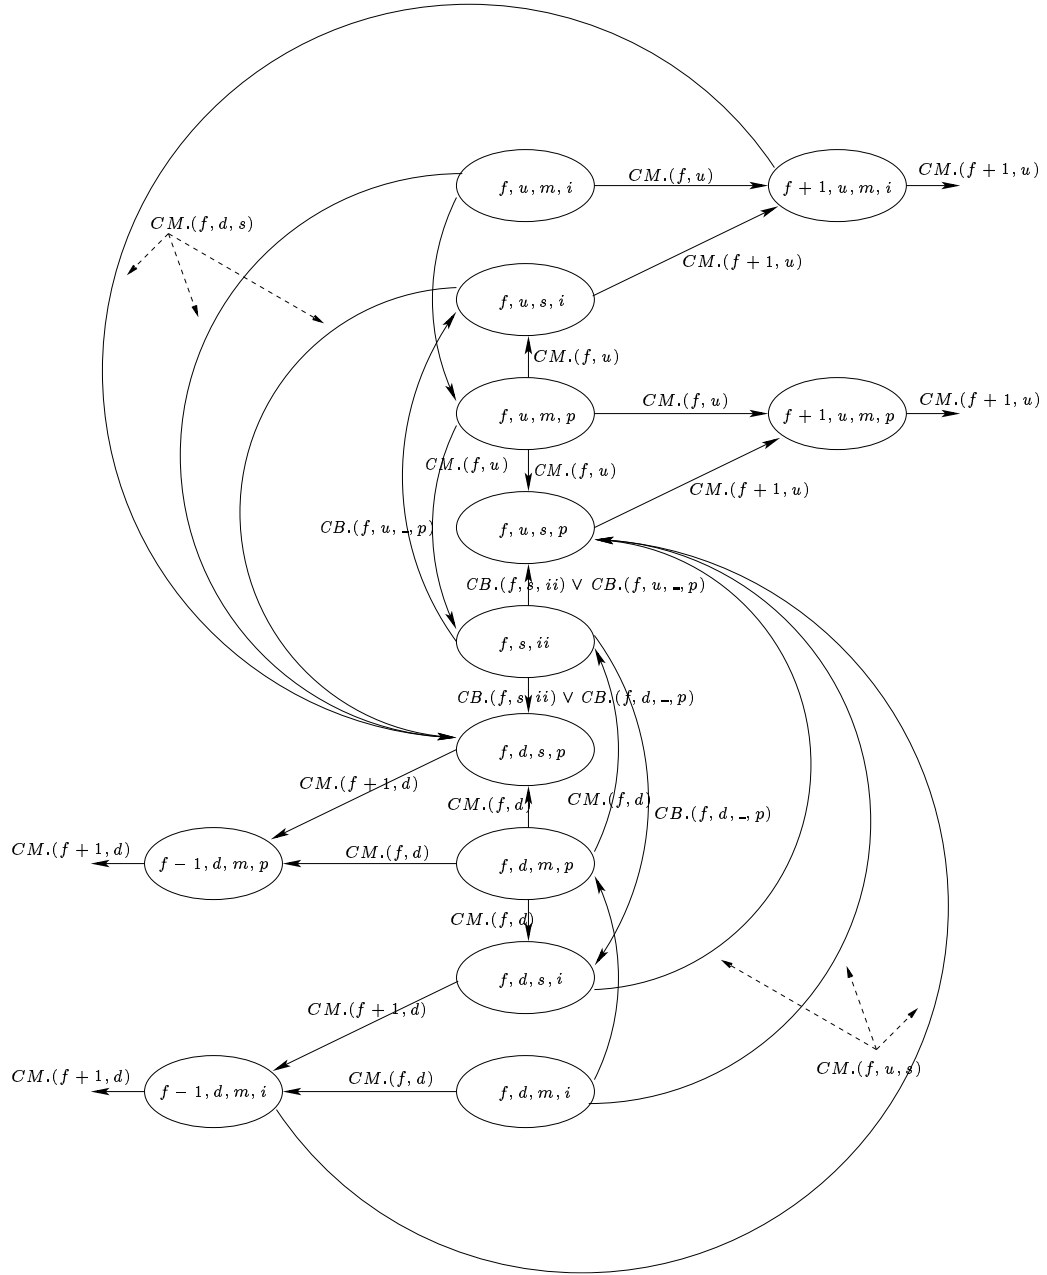 CM.(f, u)
CM.(f + 1, u)
f, u, m, i
f + 1, u, m, i
CM.(f, d, s)
CM.(f + 1, u)
f, u, s, i
CM.(f, u)
CM.(f, u)
CM.(f + 1, u)
f, u, m, p
f + 1, u, m, p
CM.(f, u)
CM.(f, u)
CM.(f + 1, u)
CB.(f, u, _, p)
f, u, s, p
CB.(f, s, ii) ∨ CB.(f, u, _, p)
f, s, ii
CB.(f, s, ii) ∨ CB.(f, d, _, p)
f, d, s, p
CM.(f + 1, d)
CM.(f, d)
CM.(f, d)
CB.(f, d, _, p)
CM.(f + 1, d)
CM.(f, d)
f − 1, d, m, p
f, d, m, p
CM.(f, d)
f, d, s, i
CM.(f + 1, d)
CM.(f, u, s)
CM.(f + 1, d)
CM.(f, d)
f − 1, d, m, i
f, d, m, i